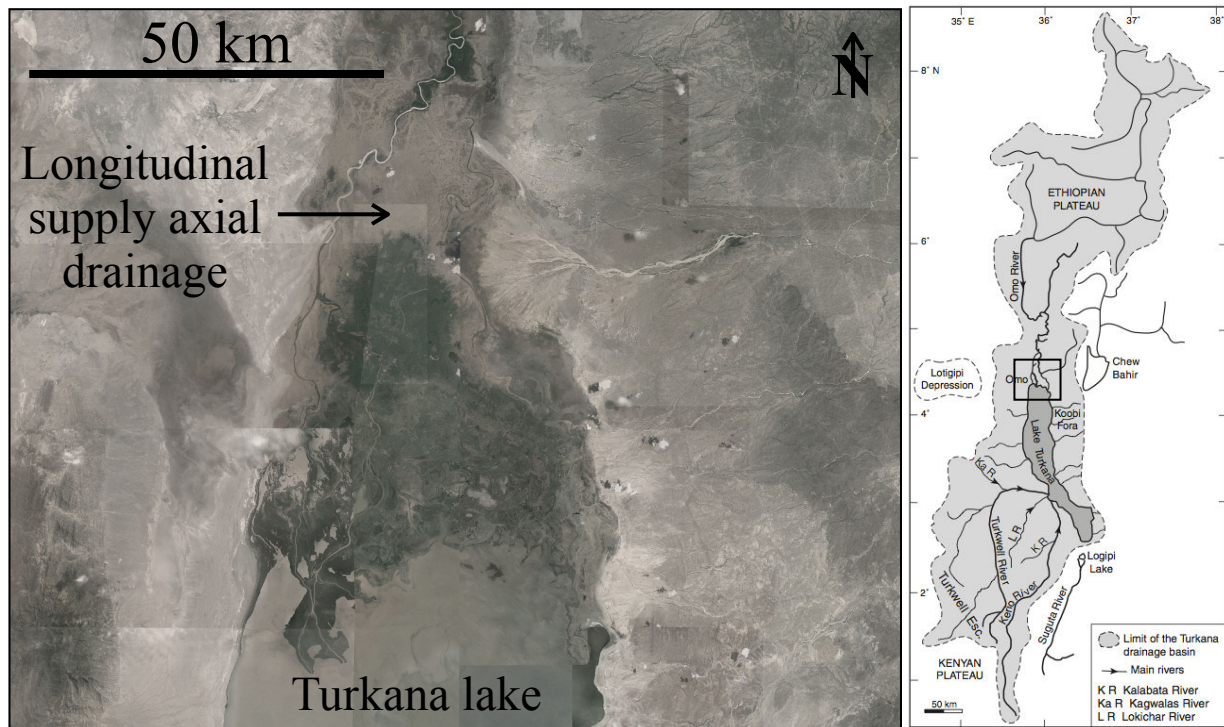 50 km
N
Longitudinal
supply axial
drainage
Turkana lake
35° E
36°
37°
38°
8° N
6°
4°
2°
ETHIOPIAN
PLATEAU
Omo River
Chew
Bahir
Lotigipi
Depression
Omo
Koobi
Fora
Lake Turkana
Ka R
L R
K R
Turkwell River
Kerio River
Turkwell Esc.
Logipi
Lake
Suguta River
KENYAN
PLATEAU
50 km
Limit of the Turkana
drainage basin
Main rivers
K R Kalabata River
Ka R Kagwalas River
L R Lokichar River